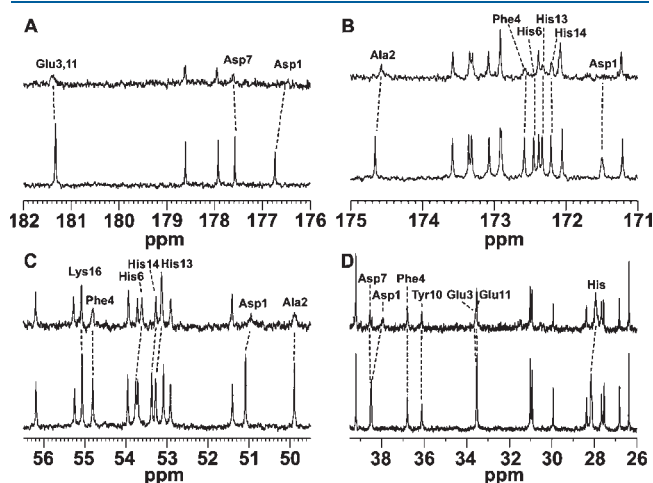 A
Glu3,11
Asp7
Asp1
182 181 180 179 178 177 176
ppm
B
Phe4
His13
His6
His14
Ala2
Asp1
175 174 173 172 171
ppm
C
Lys16
His14
His13
His6
Phe4
Asp1
Ala2
56 55 54 53 52 51 50
ppm
D
Asp7
Phe4
Asp1
Tyr10
Glu3
Glu11
His
38 36 34 32 30 28 26
ppm